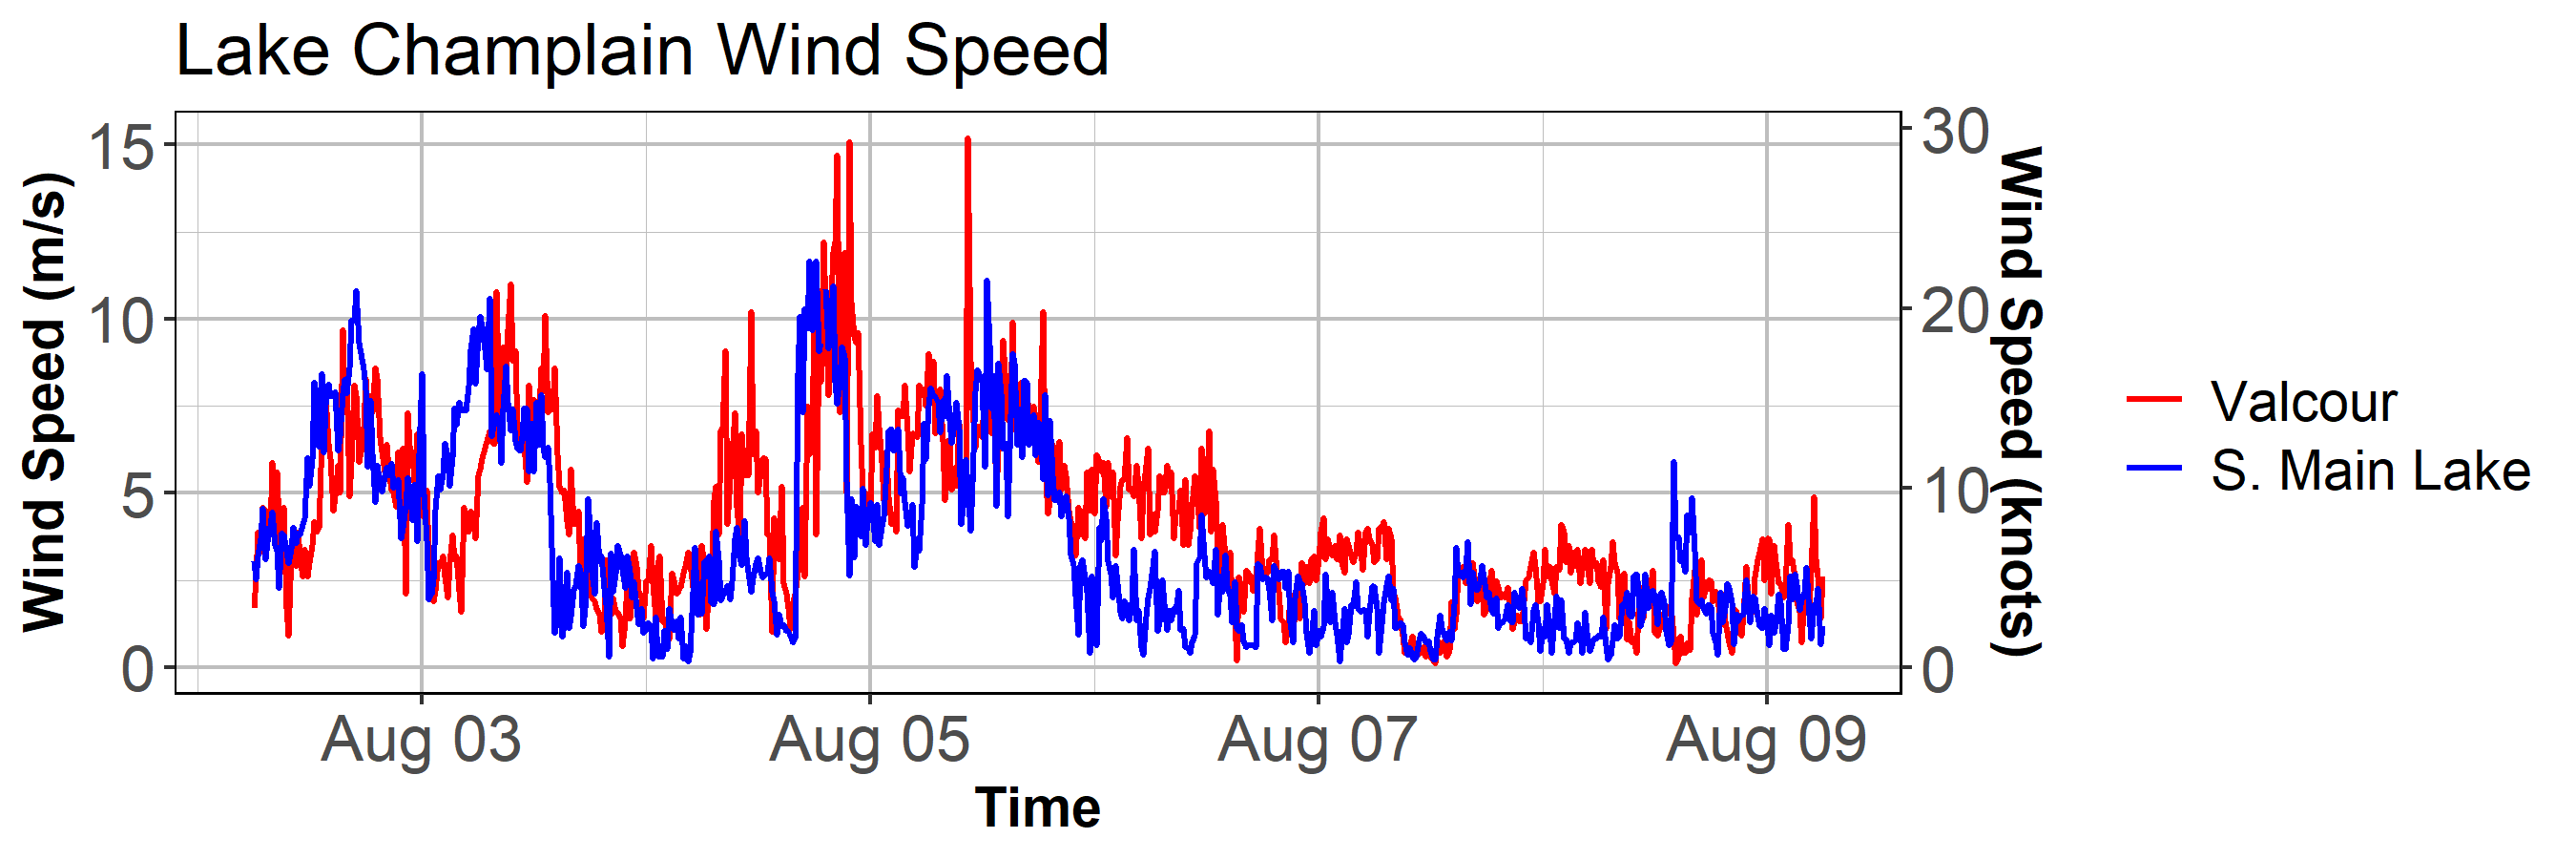 Lake Champlain Wind Speed
Wind Speed (m/s)
15
10
5
0
30
20
10
0
Wind Speed (knots)
Aug 03 Aug 05 Aug 07 Aug 09
Time
Valcour
S. Main Lake